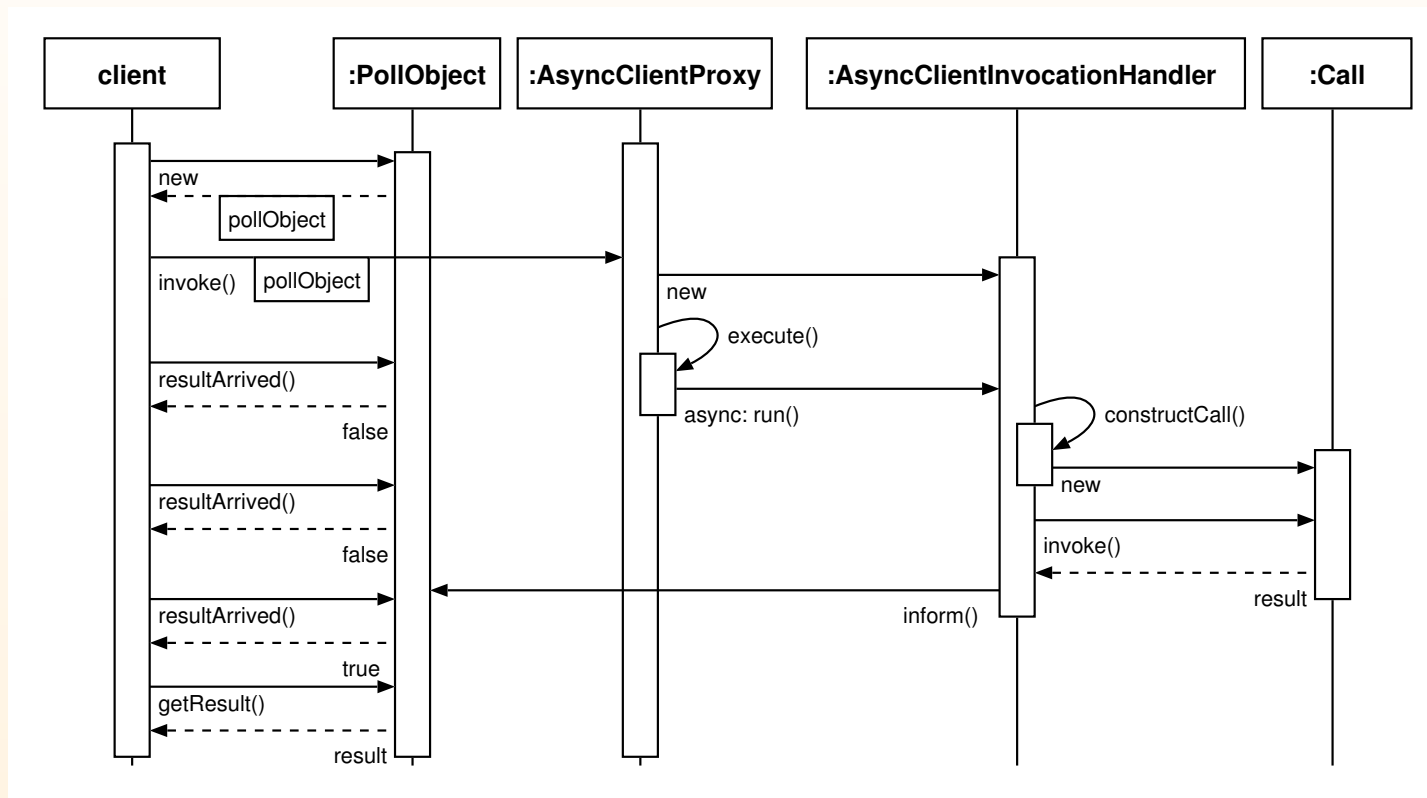 client
:PollObject
:AsyncClientProxy
:AsyncClientInvocationHandler
:Call
new
pollObject
invoke()
pollObject
new
execute()
resultArrived()
async: run()
constructCall()
false
new
resultArrived()
invoke()
false
result
resultArrived()
inform()
true
getResult()
result